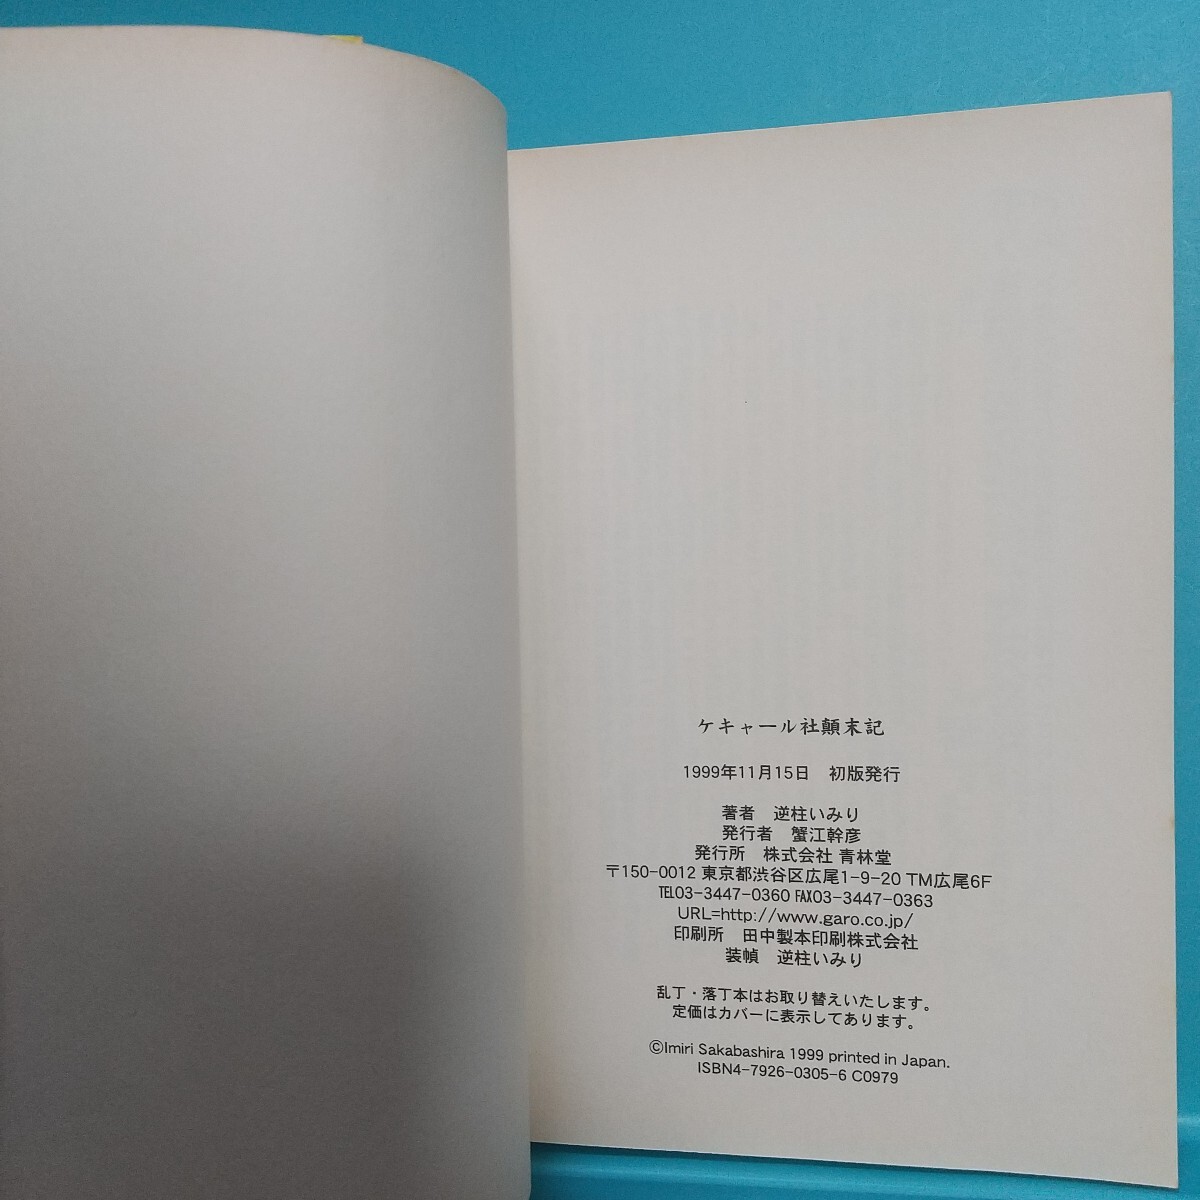 ケキャール社顛末記
1999年11月15日　初版発行
著者　逆柱いみり
発行者　蟹江幹彦
発行所　株式会社 青林堂
〒150-0012 東京都渋谷区広尾1-9-20 TM広尾6F
TEL03-3447-0360 FAX03-3447-0363
URL=http://www.garo.co.jp/
印刷所　田中製本印刷株式会社
装幀　逆柱いみり
乱丁・落丁本はお取り替えいたします。
定価はカバーに表示してあります。
©Imiri Sakabashira 1999 printed in Japan.
ISBN4-7926-0305-6 C0979